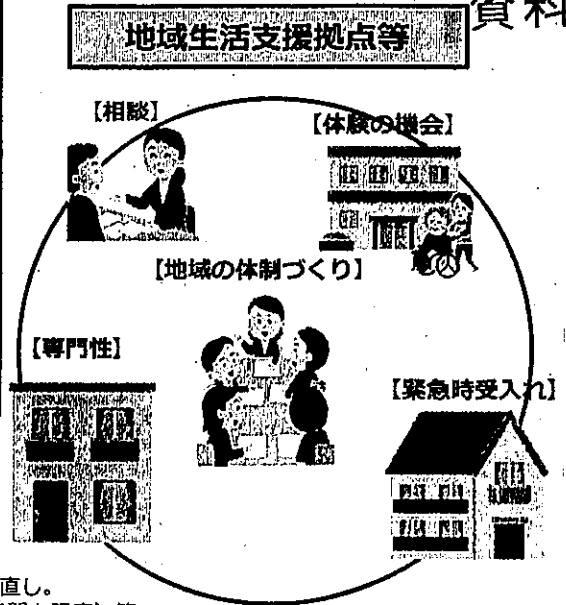 資料
地域生活支援拠点等
【相談】
【体験の機会】
【地域の体制づくり】
【専門性】
【緊急時受入れ】
直し。